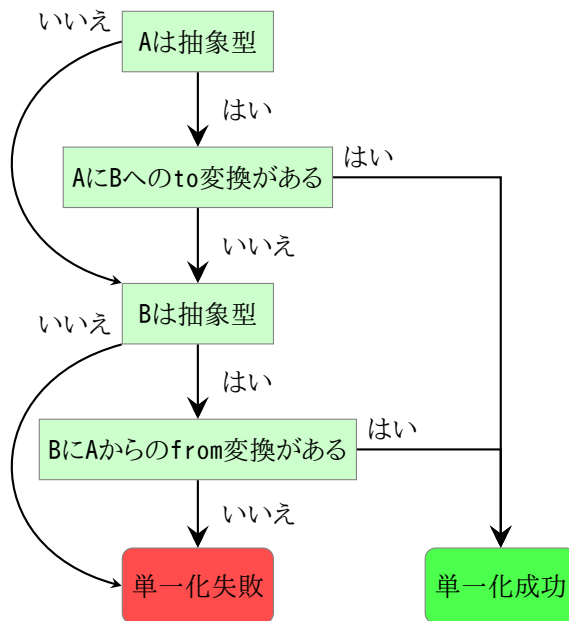 いいえ
Aは抽象型
はい
AにBへのto変換がある
はい
いいえ
Bは抽象型
いいえ
はい
BにAからのfrom変換がある
はい
いいえ
単一化失敗
単一化成功